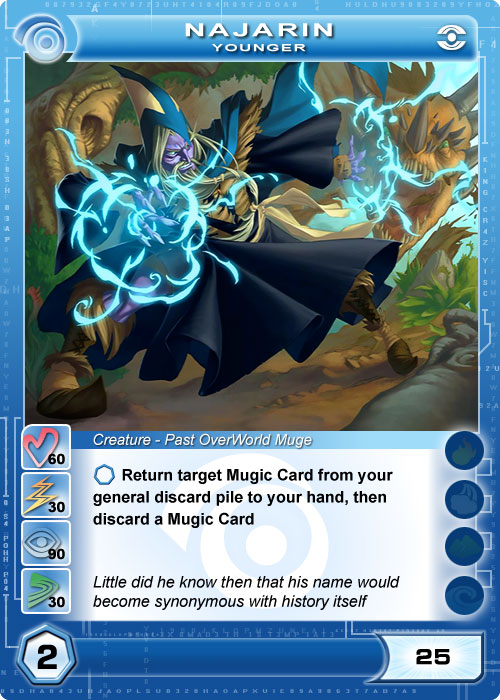 NAJARIN
YOUNGER
60
Creature - Past OverWorld Muge
30
Return target Mugic Card from your
general discard pile to your hand, then
discard a Mugic Card
90
30
Little did he know then that his name would
become synonymous with history itself
2
25